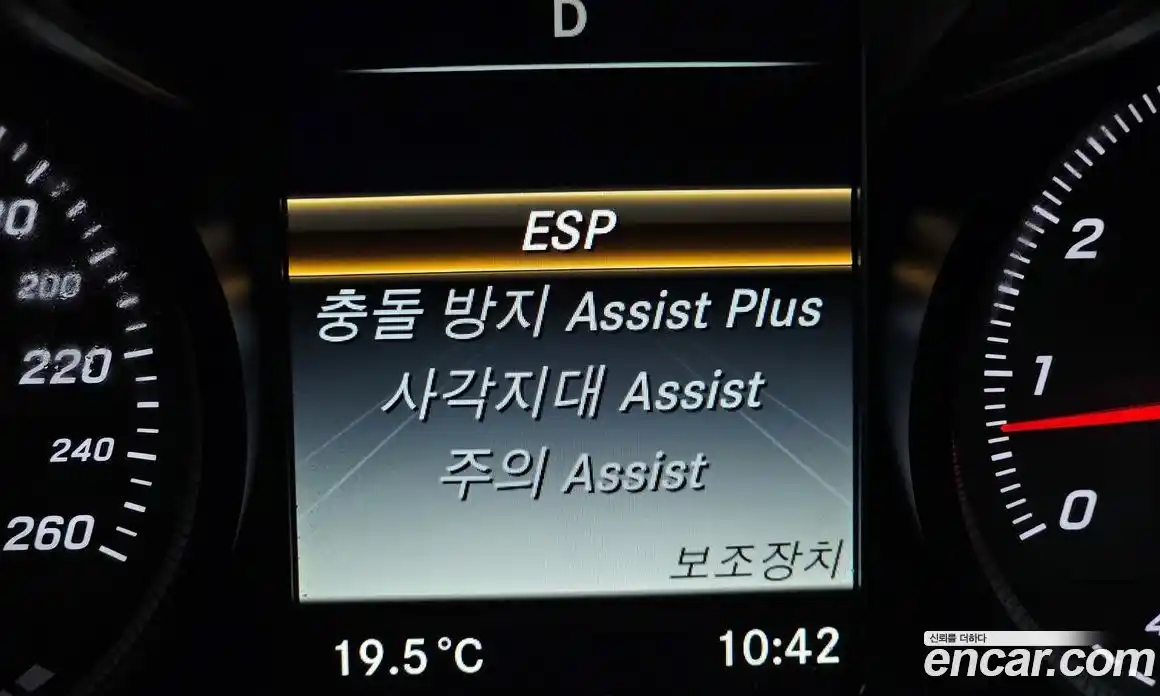 D
ESP
충돌 방지 Assist Plus
사각지대 Assist
주의 Assist
보조장치
19.5°C
10:42
200
220
240
260
2
1
0
신뢰를 더하다
encar.com